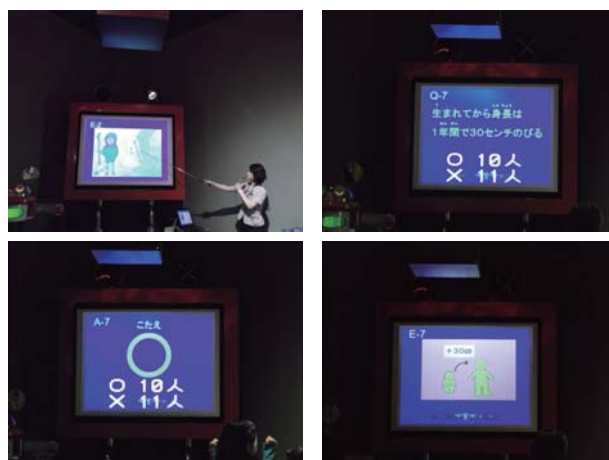 Q-7
生まれてから身長は
1年間で30センチのびる
○ 10人
× 11人
A-7
こたえ
○ 10人
× 11人
E-7
+30cm